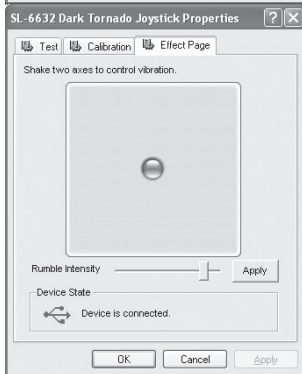 SL-6632 Dark Tornado Joystick Properties
Test Calibration Effect Page
Shake two axes to control vibration.
Rumble Intensity Apply
Device State
Device is connected.
OK Cancel Apply